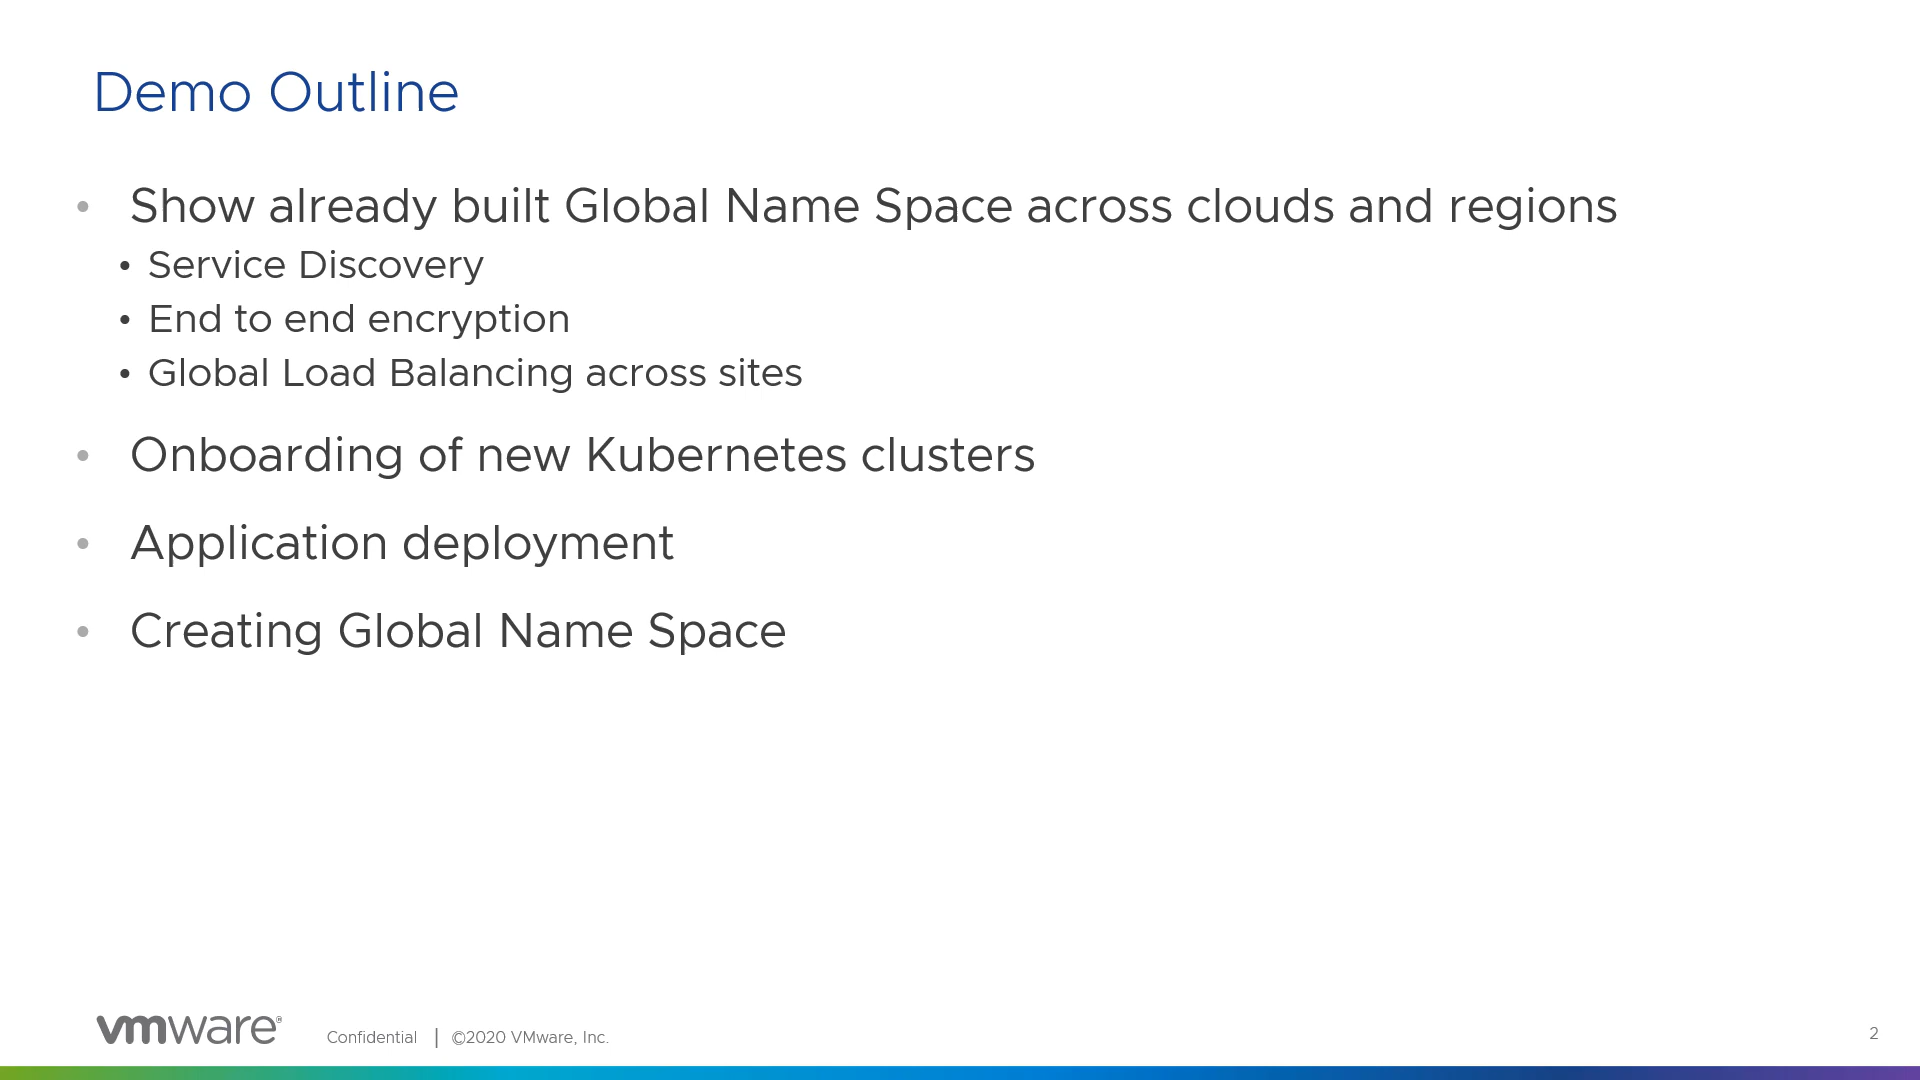 Demo Outline
• Show already built Global Name Space across clouds and regions
• Service Discovery
• End to end encryption
• Global Load Balancing across sites
• Onboarding of new Kubernetes clusters
• Application deployment
• Creating Global Name Space
vmware®
Confidential | ©2020 VMware, Inc.
2